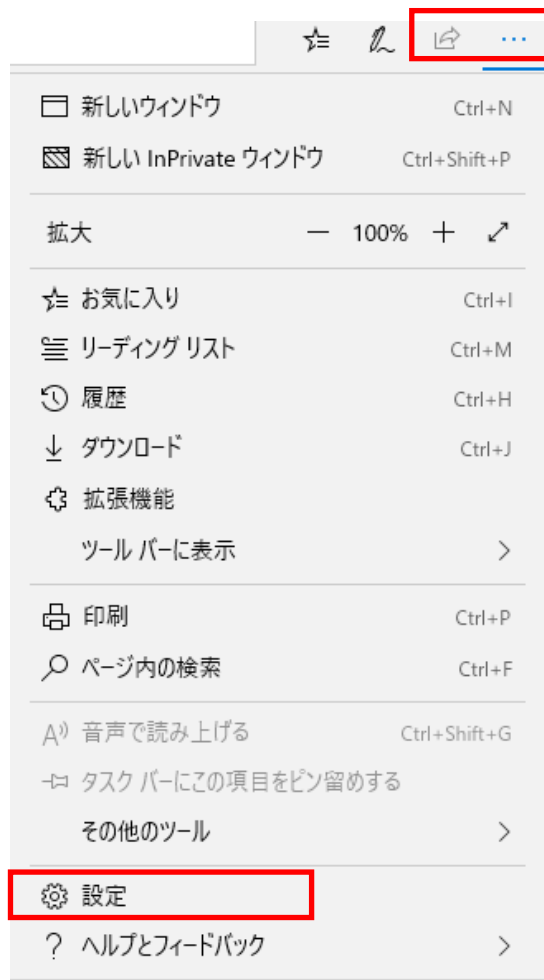 新しいウィンドウ Ctrl+N
新しい InPrivate ウィンドウ Ctrl+Shift+P
拡大 100%
お気に入り Ctrl+I
リーディング リスト Ctrl+M
履歴 Ctrl+H
ダウンロード Ctrl+J
拡張機能
ツール バーに表示
印刷 Ctrl+P
ページ内の検索 Ctrl+F
音声で読み上げる Ctrl+Shift+G
タスク バーにこの項目をピン留めする
その他のツール
設定
ヘルプとフィードバック